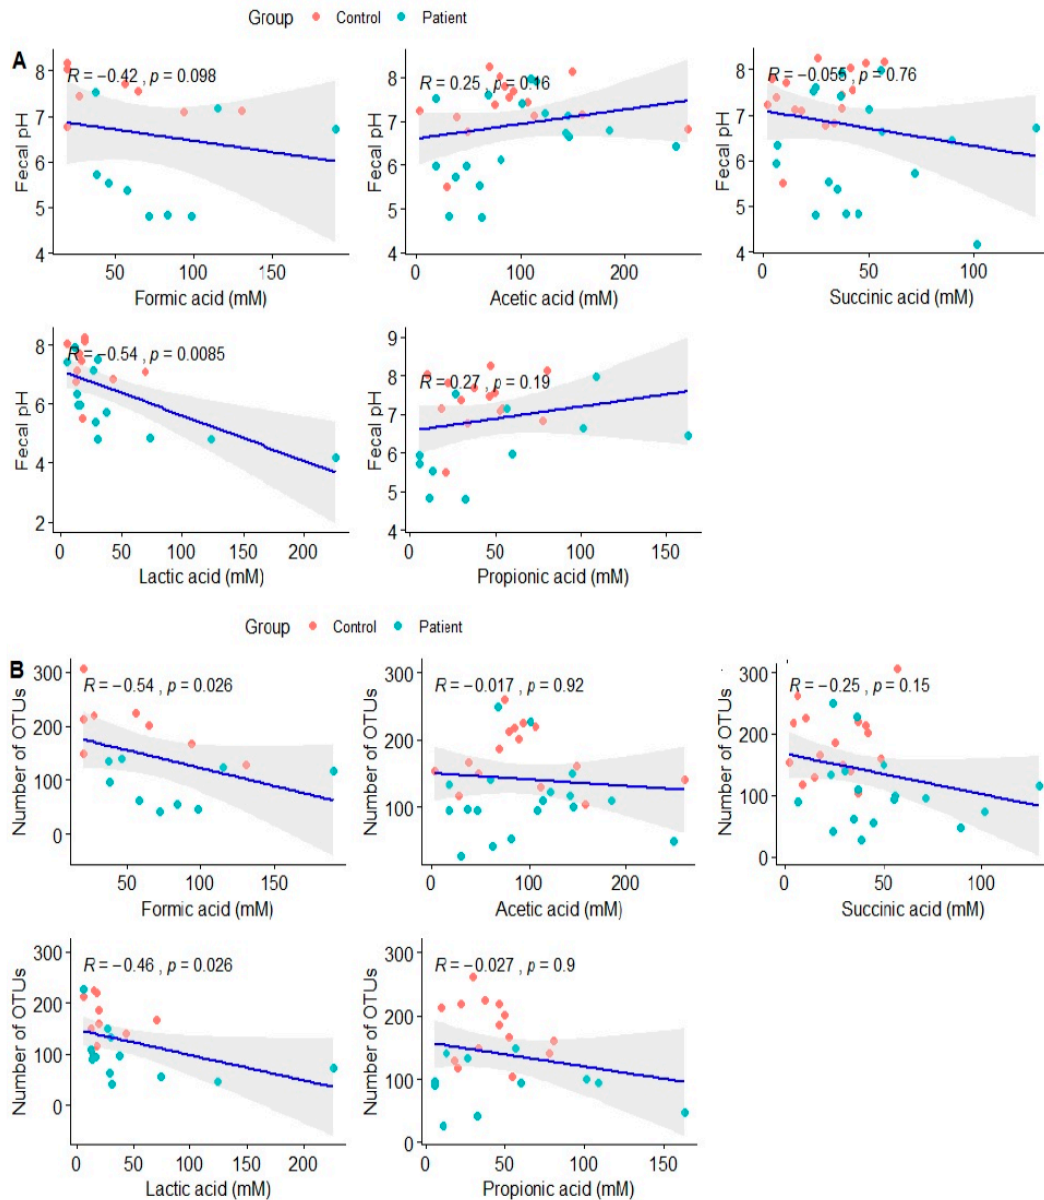 Group Control Patient
A
R = −0.42 , p = 0.098
Fecal pH
8
7
6
5
4
50 100 150
Formic acid (mM)
R = 0.25 , p = 0.16
Fecal pH
8
7
6
5
4
0 100 200
Acetic acid (mM)
R = −0.055 , p = 0.76
Fecal pH
8
7
6
5
4
0 50 100
Succinic acid (mM)
R = −0.54 , p = 0.0085
Fecal pH
8
6
4
2
0 50 100 150 200
Lactic acid (mM)
R = 0.27 , p = 0.19
Fecal pH
9
8
7
6
5
4
0 50 100 150
Propionic acid (mM)
Group Control Patient
B
R = −0.54 , p = 0.026
Number of OTUs
300
200
100
0
50 100 150
Formic acid (mM)
R = −0.017 , p = 0.92
Number of OTUs
300
200
100
0 100 200
Acetic acid (mM)
R = −0.25 , p = 0.15
Number of OTUs
300
200
100
0
0 50 100
Succinic acid (mM)
R = −0.46 , p = 0.026
Number of OTUs
300
200
100
0
0 50 100 150 200
Lactic acid (mM)
R = −0.027 , p = 0.9
Number of OTUs
300
200
100
0
0 50 100 150
Propionic acid (mM)